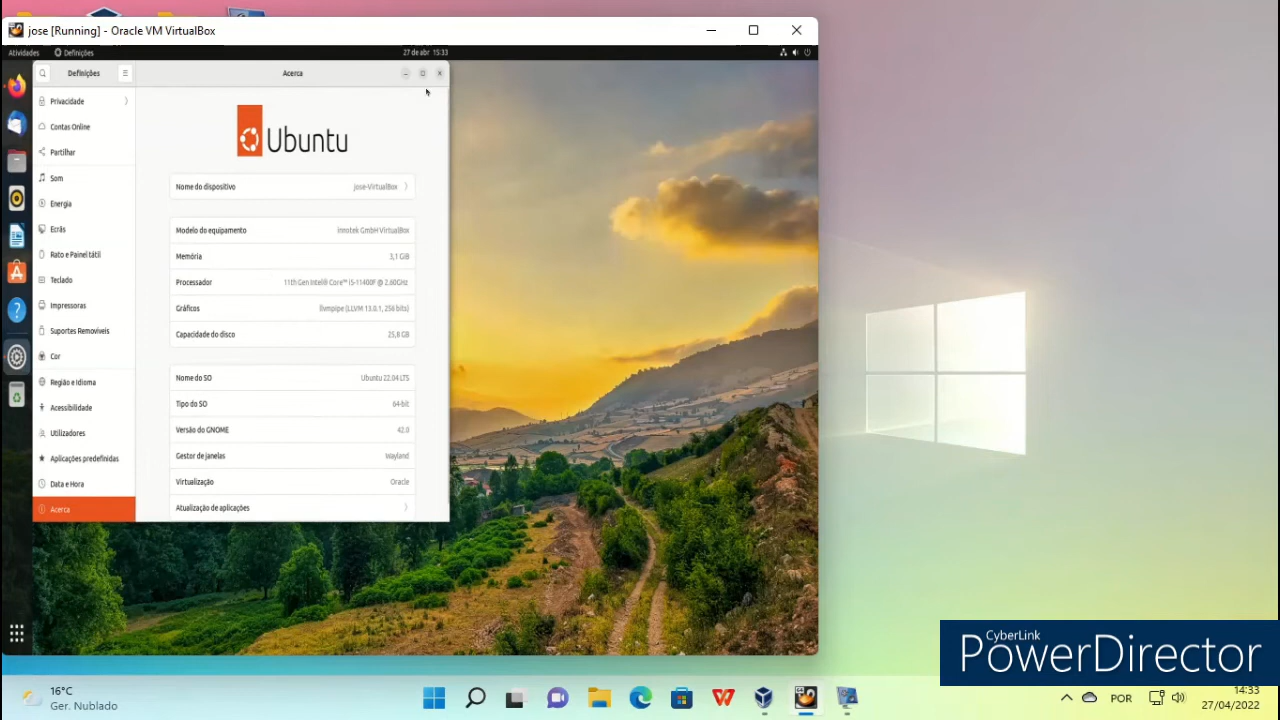 jose [Running] - Oracle VM VirtualBox
Atividades
Definições
27 de abr 15:33
Definições
Acerca
Privacidade
Contas Online
Partilhar
Som
Energia
Ecrãs
Rato e Painel tátil
Teclado
Impressoras
Suportes Removíveis
Cor
Região e Idioma
Acessibilidade
Utilizadores
Aplicações predefinidas
Data e Hora
Acerca
Ubuntu
Nome do dispositivo jose-VirtualBox
Modelo do equipamento innotek GmbH VirtualBox
Memória 3,1 GiB
Processador 11th Gen Intel® Core™ i5-11400F @ 2.60GHz
Gráficos llvmpipe (LLVM 13.0.1, 256 bits)
Capacidade do disco 25,8 GB
Nome do SO Ubuntu 22.04 LTS
Tipo do SO 64-bit
Versão do GNOME 42.0
Gestor de janelas Wayland
Virtualização Oracle
Atualização de aplicações
CyberLink
PowerDirector
16°C
Ger. Nublado
POR
14:33
27/04/2022